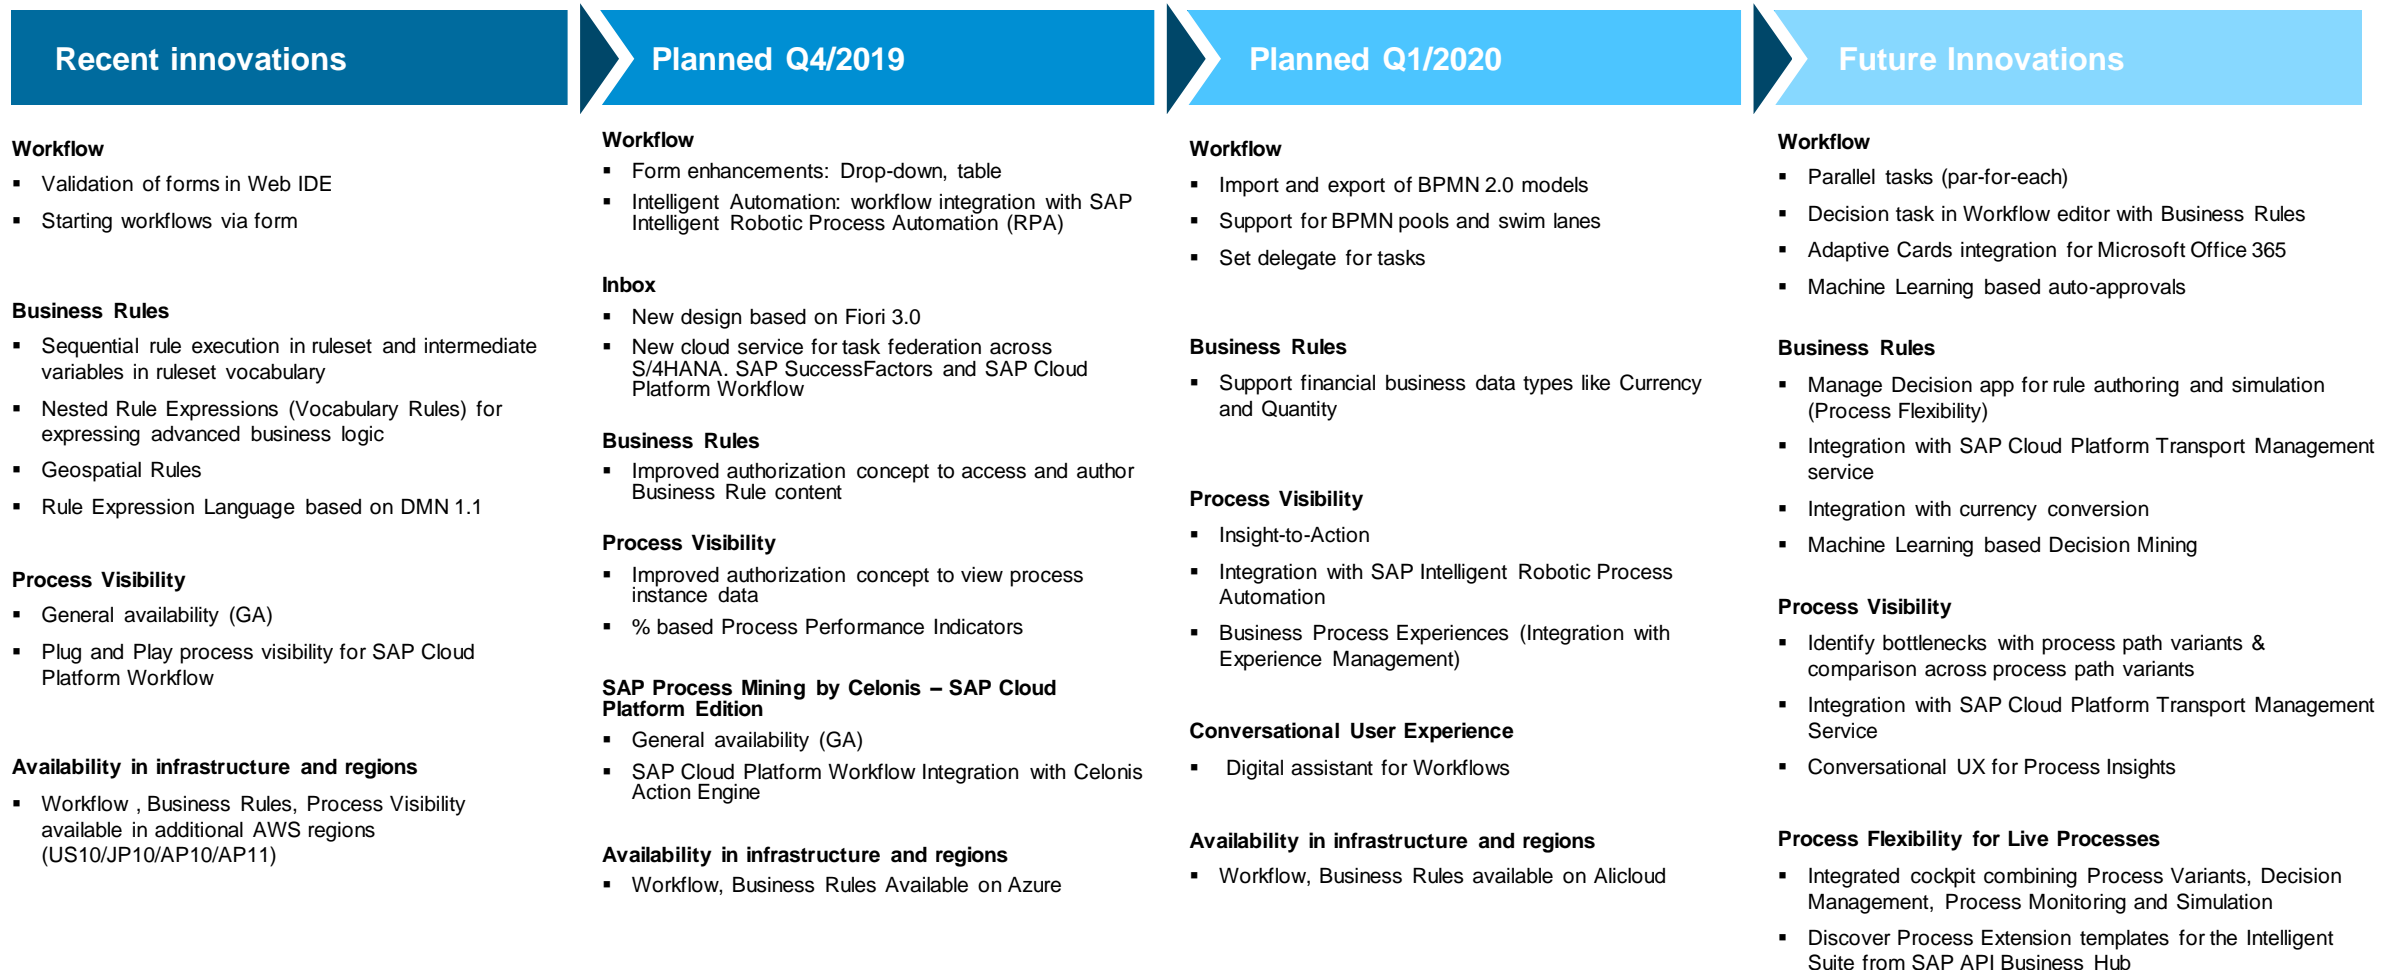 Recent innovations
Workflow
▪ Validation of forms in Web IDE
▪ Starting workflows via form
Business Rules
▪ Sequential rule execution in ruleset and intermediate
variables in ruleset vocabulary
▪ Nested Rule Expressions (Vocabulary Rules) for
expressing advanced business logic
▪ Geospatial Rules
▪ Rule Expression Language based on DMN 1.1
Process Visibility
▪ General availability (GA)
▪ Plug and Play process visibility for SAP Cloud
Platform Workflow
Availability in infrastructure and regions
▪ Workflow , Business Rules, Process Visibility
available in additional AWS regions
(US10/JP10/AP10/AP11)
Planned Q4/2019
Workflow
▪ Form enhancements: Drop-down, table
▪ Intelligent Automation: workflow integration with SAP
Intelligent Robotic Process Automation (RPA)
Inbox
▪ New design based on Fiori 3.0
▪ New cloud service for task federation across
S/4HANA. SAP SuccessFactors and SAP Cloud
Platform Workflow
Business Rules
▪ Improved authorization concept to access and author
Business Rule content
Process Visibility
▪ Improved authorization concept to view process
instance data
▪ % based Process Performance Indicators
SAP Process Mining by Celonis – SAP Cloud
Platform Edition
▪ General availability (GA)
▪ SAP Cloud Platform Workflow Integration with Celonis
Action Engine
Availability in infrastructure and regions
▪ Workflow, Business Rules Available on Azure
Planned Q1/2020
Workflow
▪ Import and export of BPMN 2.0 models
▪ Support for BPMN pools and swim lanes
▪ Set delegate for tasks
Business Rules
▪ Support financial business data types like Currency
and Quantity
Process Visibility
▪ Insight-to-Action
▪ Integration with SAP Intelligent Robotic Process
Automation
▪ Business Process Experiences (Integration with
Experience Management)
Conversational User Experience
▪ Digital assistant for Workflows
Availability in infrastructure and regions
▪ Workflow, Business Rules available on Alicloud
Future Innovations
Workflow
▪ Parallel tasks (par-for-each)
▪ Decision task in Workflow editor with Business Rules
▪ Adaptive Cards integration for Microsoft Office 365
▪ Machine Learning based auto-approvals
Business Rules
▪ Manage Decision app for rule authoring and simulation
(Process Flexibility)
▪ Integration with SAP Cloud Platform Transport Management
service
▪ Integration with currency conversion
▪ Machine Learning based Decision Mining
Process Visibility
▪ Identify bottlenecks with process path variants &
comparison across process path variants
▪ Integration with SAP Cloud Platform Transport Management
Service
▪ Conversational UX for Process Insights
Process Flexibility for Live Processes
▪ Integrated cockpit combining Process Variants, Decision
Management, Process Monitoring and Simulation
▪ Discover Process Extension templates for the Intelligent
Suite from SAP API Business Hub